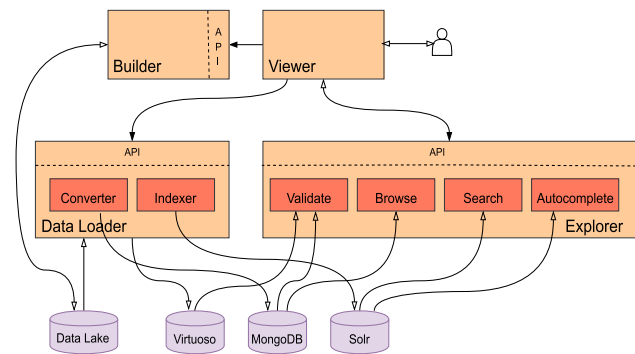 A
P
I
Builder
Viewer
API
API
Converter
Indexer
Validate
Browse
Search
Autocomplete
Data Loader
Explorer
Data Lake
Virtuoso
MongoDB
Solr